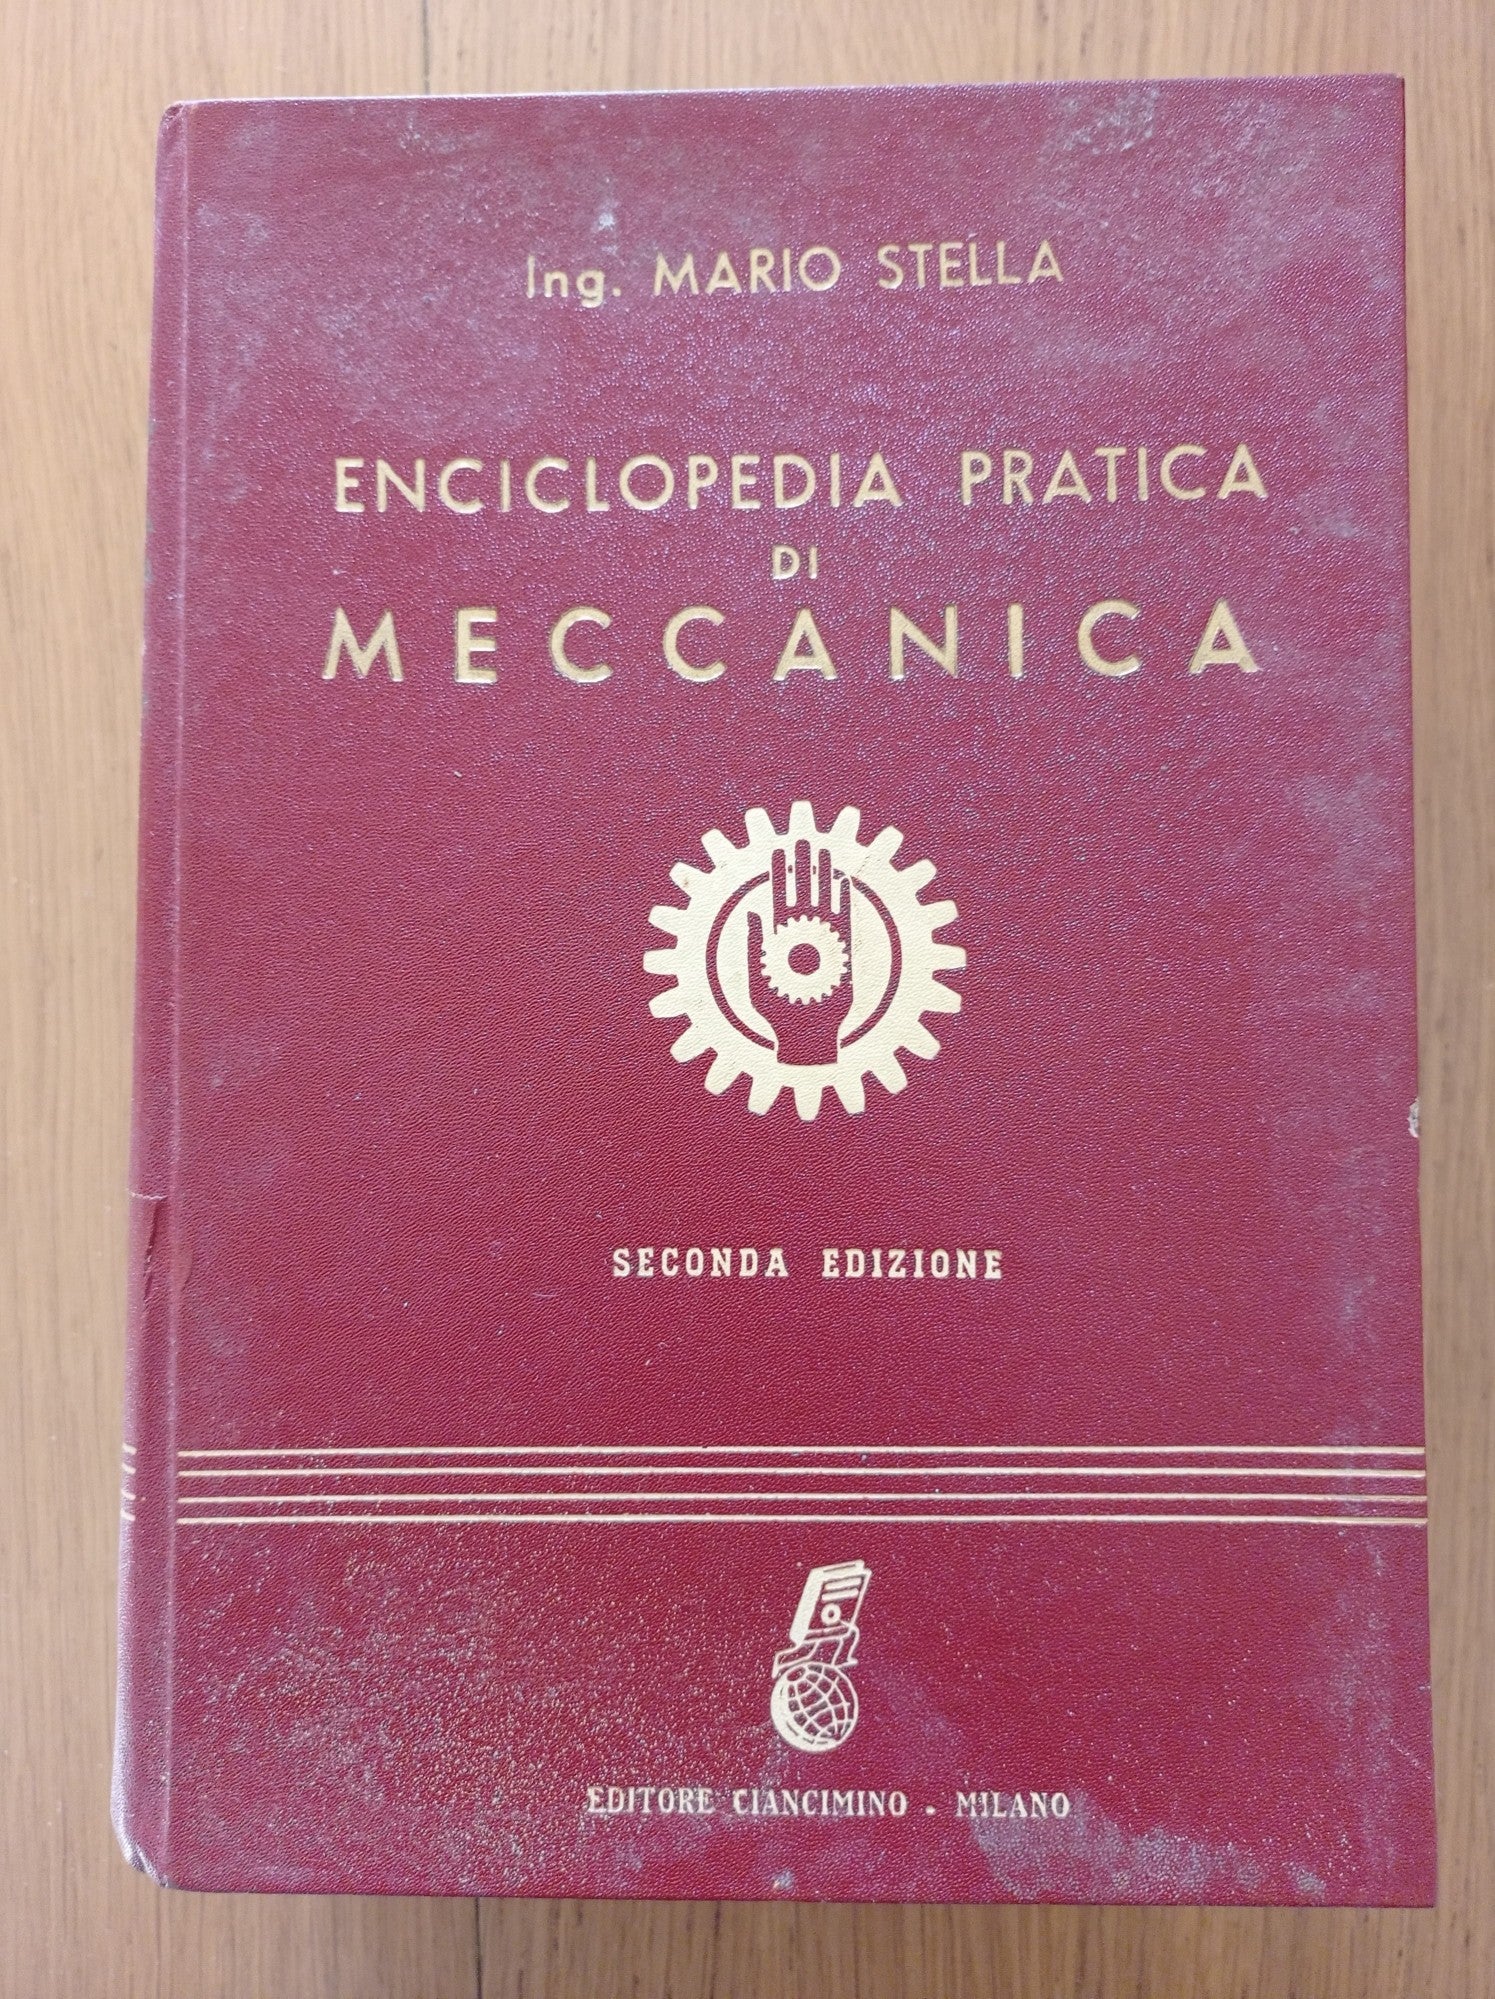 Ing. MARIO STELLA
ENCICLOPEDIA PRATICA
DI
MECCANICA
SECONDA EDIZIONE
EDITORE CIANCIMINO - MILANO